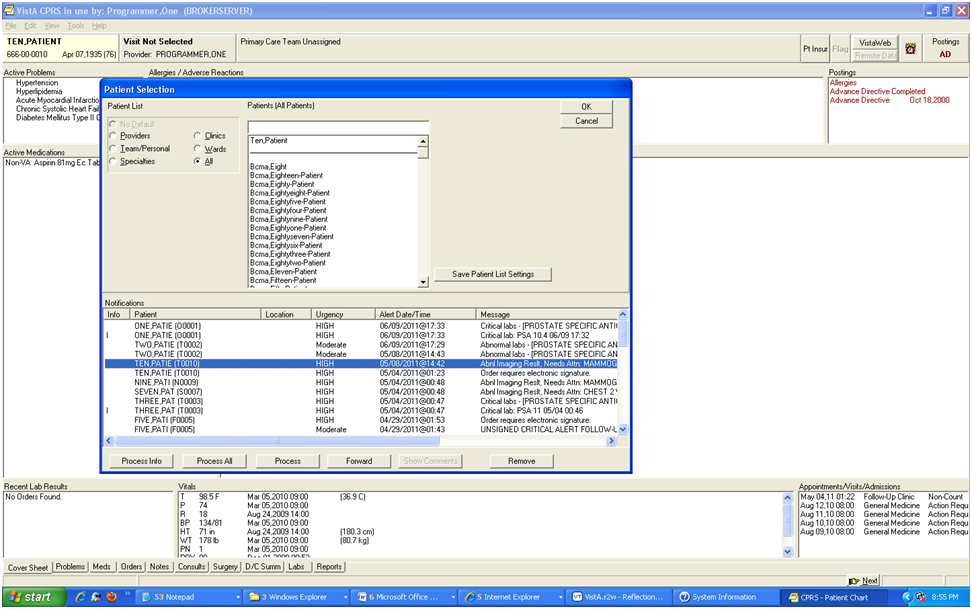 VistA CPRS in use by: Programmer,One (BROKERSERVER)
File Edit View Tools Help
TEN,PATIENT
666-00-0010 Apr 07,1935 (76)
Visit Not Selected
Provider: PROGRAMMER,ONE
Primary Care Team Unassigned
Pt Insur
Flag
VistaWeb
Remote Data
Postings
AD
Active Problems
Hypertension
Hyperlipidemia
Acute Myocardial Infarctio
Chronic Systolic Heart Fail
Diabetes Mellitus Type II O
Allergies / Adverse Reactions
Postings
Allergies
Advance Directive Completed
Advance Directive Oct 18,2000
Active Medications
Non-VA Aspirin 81mg Ec Tab
Patient Selection
Patient List
No Default
Providers
Team/Personal
Specialties
Clinics
Wards
All
Patients (All Patients)
Ten,Patient
Bcma,Eight
Bcma,Eighteen-Patient
Bcma,Eighty-Patient
Bcma,Eightyeight-Patient
Bcma,Eightyfive-Patient
Bcma,Eightyfour-Patient
Bcma,Eightynine-Patient
Bcma,Eightyone-Patient
Bcma,Eightyseven-Patient
Bcma,Eightysix-Patient
Bcma,Eightythree-Patient
Bcma,Eightytwo-Patient
Bcma,Eleven-Patient
Bcma,Fifteen-Patient
OK
Cancel
Save Patient List Settings
Notifications
Info Patient Location Urgency Alert Date/Time Message
ONE,PATIE (O0001) HIGH 06/09/2011@17:33 Critical labs - [PROSTATE SPECIFIC ANTI
I ONE,PATIE (O0001) HIGH 06/09/2011@17:33 Critical lab: PSA 10.4 06/09 17:32
TWO,PATIE (T0002) Moderate 06/09/2011@17:29 Abnormal labs - [PROSTATE SPECIFIC AN
TWO,PATIE (T0002) Moderate 05/08/2011@14:43 Abnormal labs - [PROSTATE SPECIFIC AN
TEN,PATIE (T0010) HIGH 05/08/2011@14:42 Abnl Imaging Reslt, Needs Attn: MAMMOG
TEN,PATIE (T0010) HIGH 05/04/2011@01:23 Order requires electronic signature.
NINE,PATI (N0009) HIGH 05/04/2011@00:48 Abnl Imaging Reslt, Needs Attn: MAMMOG
SEVEN,PAT (S0007) HIGH 05/04/2011@00:48 Abnl Imaging Reslt, Needs Attn: CHEST 2 V
THREE,PAT (T0003) HIGH 05/04/2011@00:47 Critical labs - [PROSTATE SPECIFIC ANTI
I THREE,PAT (T0003) HIGH 05/04/2011@00:47 Critical lab: PSA 11 05/04 00:46
FIVE,PATI (F0005) HIGH 04/29/2011@01:53 Order requires electronic signature.
FIVE,PATI (F0005) Moderate 04/29/2011@01:43 UNSIGNED CRITICAL ALERT FOLLOW-U
Process Info
Process All
Process
Forward
Show Comments
Remove
Recent Lab Results
No Orders Found.
Vitals
T 98.5 F Mar 05,2010 09:00 (36.9 C)
P 74 Mar 05,2010 09:00
R 18 Aug 24,2009 14:00
BP 134/81 Mar 05,2010 09:00
HT 71 in Aug 24,2009 14:00 (180.3 cm)
WT 178 lb Mar 05,2010 09:00 (80.7 kg)
PN 1 Mar 05,2010 09:00
Appointments/Visits/Admissions
May 04,11 01:22 Follow-Up Clinic Non-Count
Aug 12,10 08:00 General Medicine Action Requ
Aug 11,10 08:00 General Medicine Action Requ
Aug 10,10 08:00 General Medicine Action Requ
Aug 09,10 08:00 General Medicine Action Requ
Cover Sheet Problems Meds Orders Notes Consults Surgery D/C Summ Labs Reports
Next
start
53 Notepad
3 Windows Explorer
6 Microsoft Office ...
5 Internet Explorer
VistA.r2w - Reflection...
System Information
CPRS - Patient Chart
8:55 PM